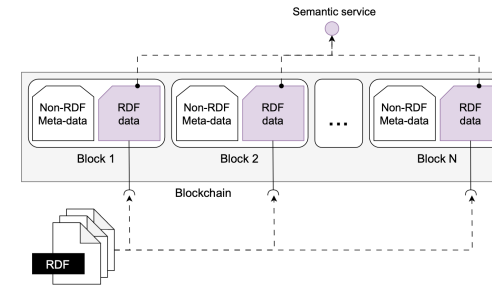 Semantic service
Non-RDF
Meta-data
RDF
data
Non-RDF
Meta-data
RDF
data
...
Non-RDF
Meta-data
RDF
data
Block 1
Block 2
Block N
Blockchain
RDF